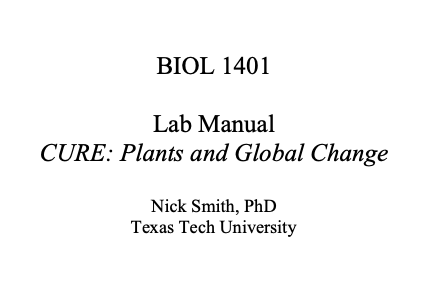 BIOL 1401
Lab Manual
CURE: Plants and Global Change
Nick Smith, PhD
Texas Tech University